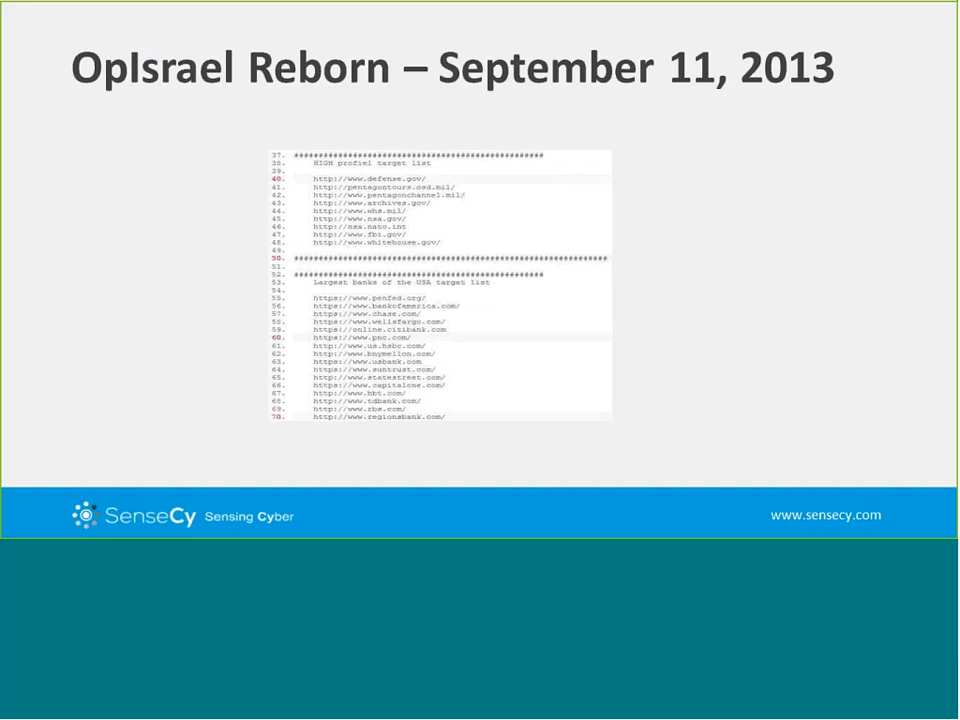 OpIsrael Reborn – September 11, 2013
37. ###################################################
38. HIGH profiel target list
39.
40. http://www.defense.gov/
41. http://pentagontours.osd.mil/
42. http://www.pentagonchannel.mil/
43. http://www.archives.gov/
44. http://www.whs.mil/
45. http://www.nsa.gov/
46. http://nsa.nato.int
47. http://www.fbi.gov/
48. http://www.whitehouse.gov/
49.
50. ################################################################
51.
52. ###################################################
53. Largest banks of the USA target list
54.
55. https://www.penfed.org/
56. https://www.bankofamerica.com/
57. https://www.chase.com/
58. https://www.wellsfargo.com/
59. https://online.citibank.com
60. https://www.pnc.com/
61. http://www.us.hsbc.com/
62. http://www.bnymellon.com/
63. https://www.usbank.com
64. https://www.suntrust.com/
65. http://www.statestreet.com/
66. https://www.capitalone.com/
67. http://www.bbt.com/
68. http://www.tdbank.com/
69. http://www.rbs.com/
70. http://www.regionsbank.com/
SenseCy Sensing Cyber
www.sensecy.com